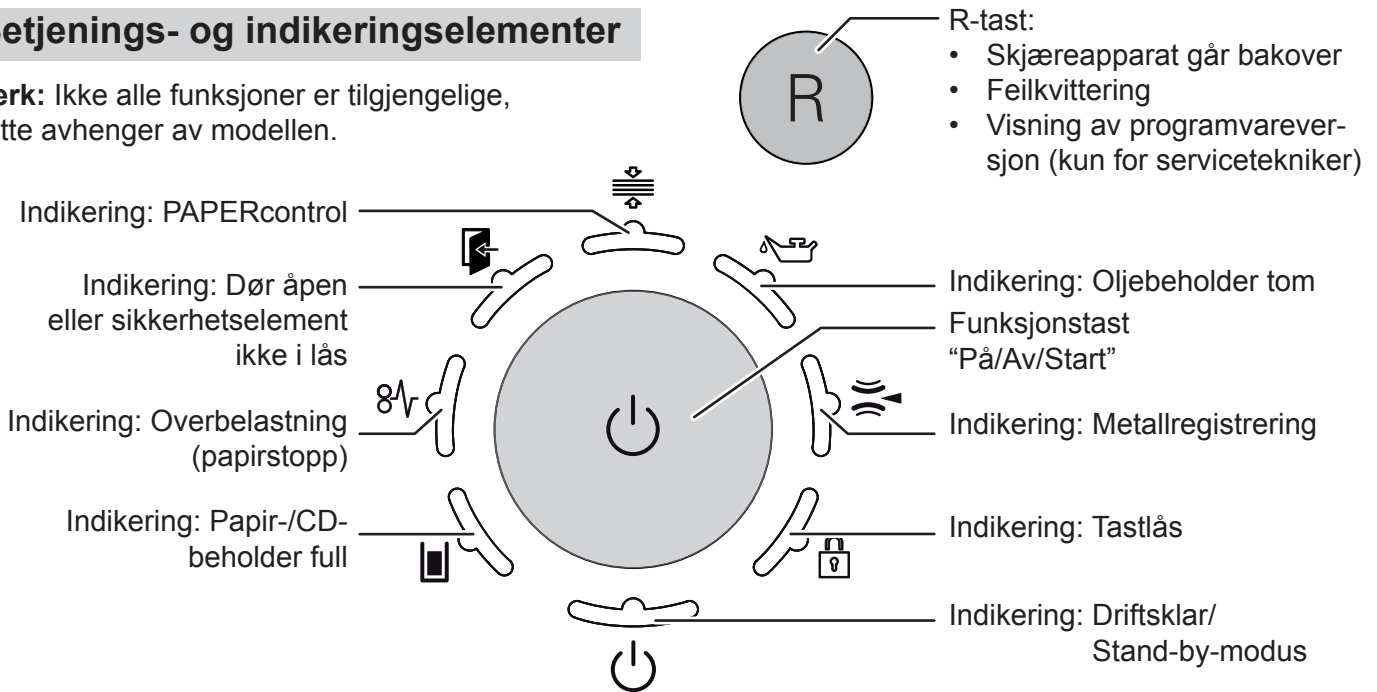 etjenings- og indikeringselementer
erk: Ikke alle funksjoner er tilgjengelige,
tte avhenger av modellen.
R
R-tast:
• Skjæreapparat går bakover
• Feilkvittering
• Visning av programvarever-
sjon (kun for servicetekniker)
Indikering: PAPERcontrol
Indikering: Dør åpen
eller sikkerhetselement
ikke i lås
Indikering: Overbelastning
(papirstopp)
Indikering: Papir-/CD-
beholder full
Indikering: Oljebeholder tom
Funksjonstast
“På/Av/Start”
Indikering: Metallregistrering
Indikering: Tastlås
Indikering: Driftsklar/
Stand-by-modus